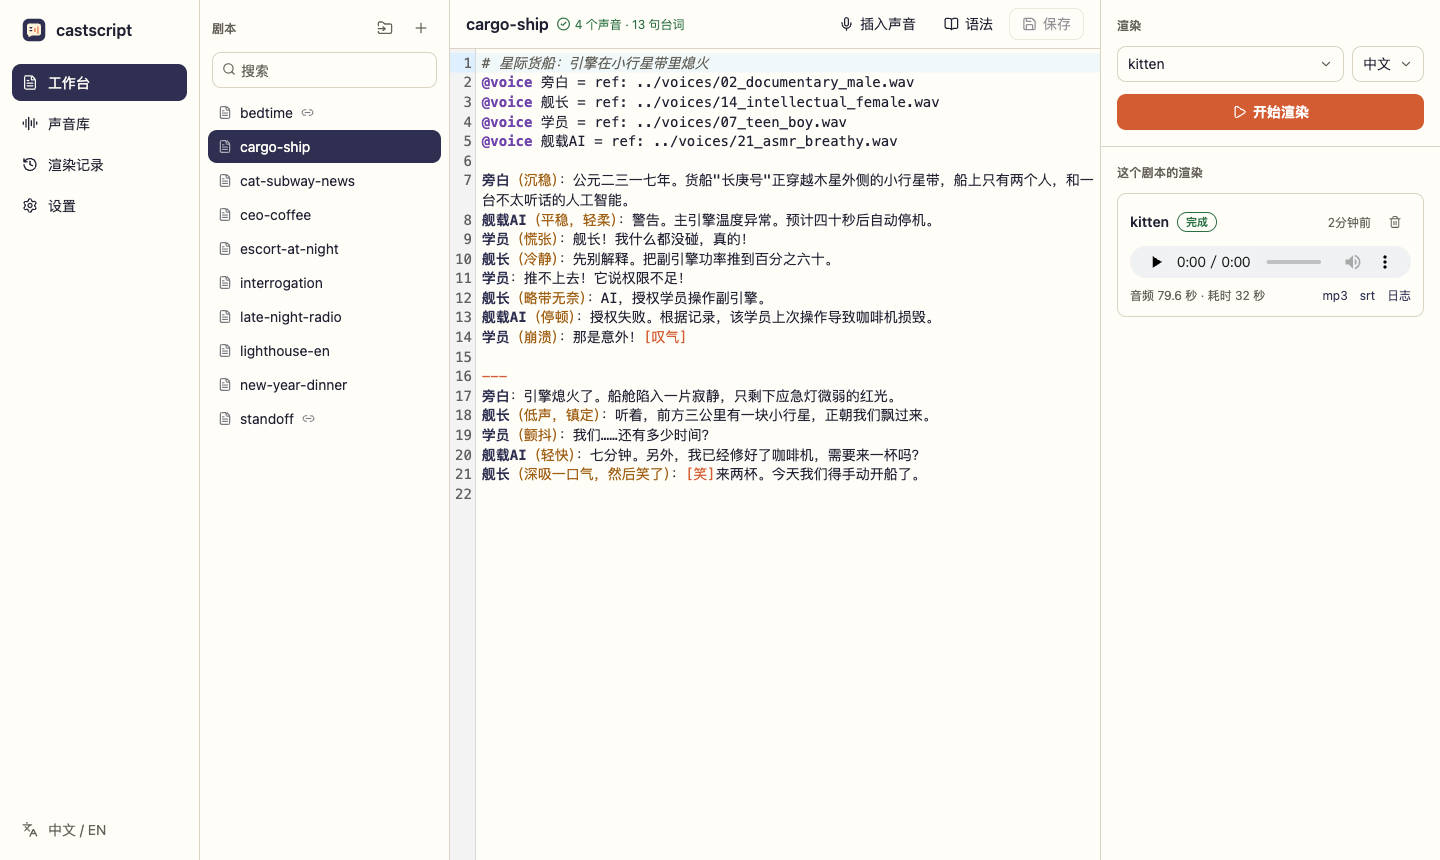 castscript
工作台
声音库
渲染记录
设置
中文 / EN
剧本
搜索
bedtime
cargo-ship
cat-subway-news
ceo-coffee
escort-at-night
interrogation
late-night-radio
lighthouse-en
new-year-dinner
standoff
cargo-ship 4 个声音 · 13 句台词 插入声音 语法 保存
1 # 星际货船：引擎在小行星带里熄火
2 @voice 旁白 = ref: ../voices/02_documentary_male.wav
3 @voice 舰长 = ref: ../voices/14_intellectual_female.wav
4 @voice 学员 = ref: ../voices/07_teen_boy.wav
5 @voice 舰载AI = ref: ../voices/21_asmr_breathy.wav
6
7 旁白（沉稳）：公元二三一七年。货船"长庚号"正穿越木星外侧的小行星带，船上只有两个人，和一
台不太听话的人工智能。
8 舰载AI（平稳，轻柔）：警告。主引擎温度异常。预计四十秒后自动停机。
9 学员（慌张）：舰长！我什么都没碰，真的！
10 舰长（冷静）：先别解释。把副引擎功率推到百分之六十。
11 学员：推不上去！它说权限不足！
12 舰长（略带无奈）：AI，授权学员操作副引擎。
13 舰载AI（停顿）：授权失败。根据记录，该学员上次操作导致咖啡机损毁。
14 学员（崩溃）：那是意外！[叹气]
15
16 ---
17 旁白：引擎熄火了。船舱陷入一片寂静，只剩下应急灯微弱的红光。
18 舰长（低声，镇定）：听着，前方三公里有一块小行星，正朝我们飘过来。
19 学员（颤抖）：我们……还有多少时间？
20 舰载AI（轻快）：七分钟。另外，我已经修好了咖啡机，需要来一杯吗？
21 舰长（深吸一口气，然后笑了）：[笑]来两杯。今天我们得手动开船了。
22
渲染
kitten 中文
开始渲染
这个剧本的渲染
kitten 完成 2分钟前
0:00 / 0:00
音频 79.6 秒 · 耗时 32 秒 mp3 srt 日志